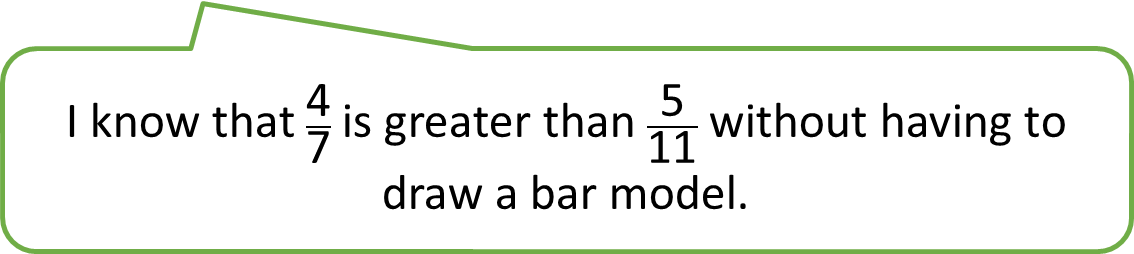 I know that 4/7 is greater than 5/11 without having to
draw a bar model.